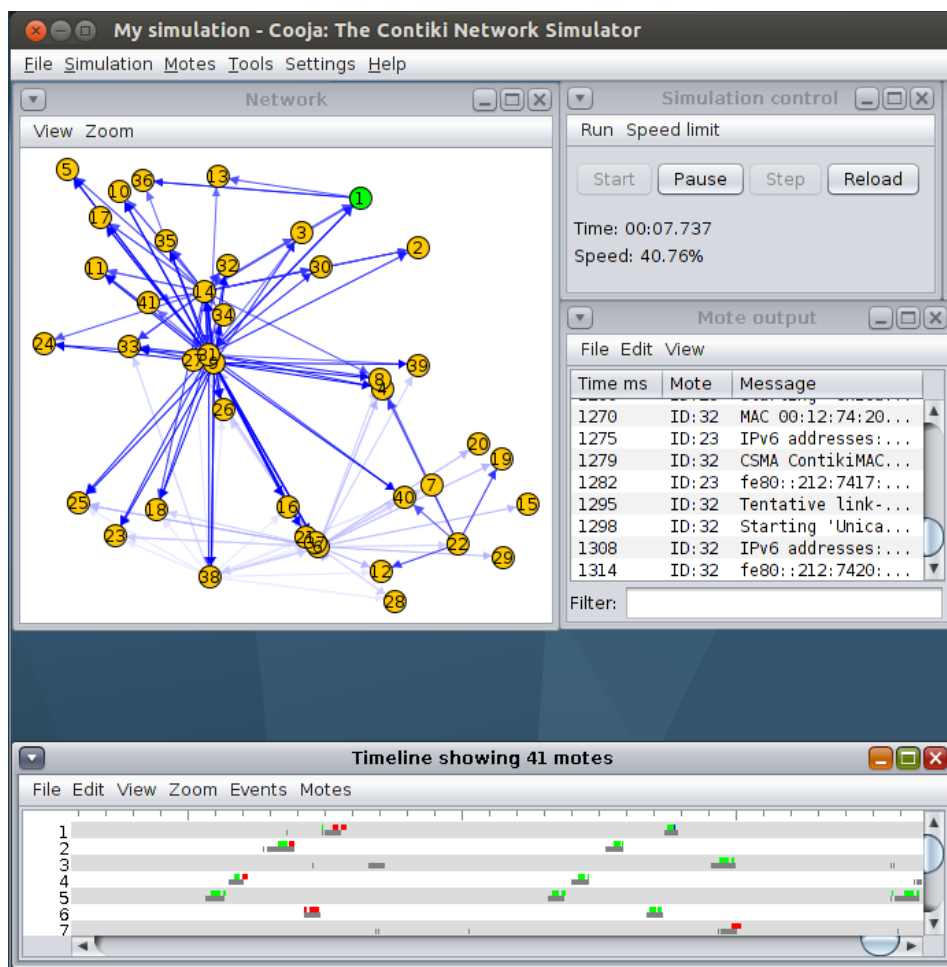 My simulation - Cooja: The Contiki Network Simulator
File Simulation Motes Tools Settings Help
Network
View Zoom
5
36
13
10
1
17
3
35
2
11
32
30
14
41
34
24
33
27
31
39
8
4
26
20
19
7
25
18
16
40
15
23
21
6
22
29
38
12
28
Simulation control
Run Speed limit
Start Pause Step Reload
Time: 00:07.737
Speed: 40.76%
Mote output
File Edit View
Time ms Mote Message
1270 ID:32 MAC 00:12:74:20...
1275 ID:23 IPv6 addresses:...
1279 ID:32 CSMA ContikiMAC...
1282 ID:23 fe80::212:7417:...
1295 ID:32 Tentative link-...
1298 ID:32 Starting 'Unica...
1308 ID:32 IPv6 addresses:...
1314 ID:32 fe80::212:7420:...
Filter:
Timeline showing 41 motes
File Edit View Zoom Events Motes
1
2
3
4
5
6
7